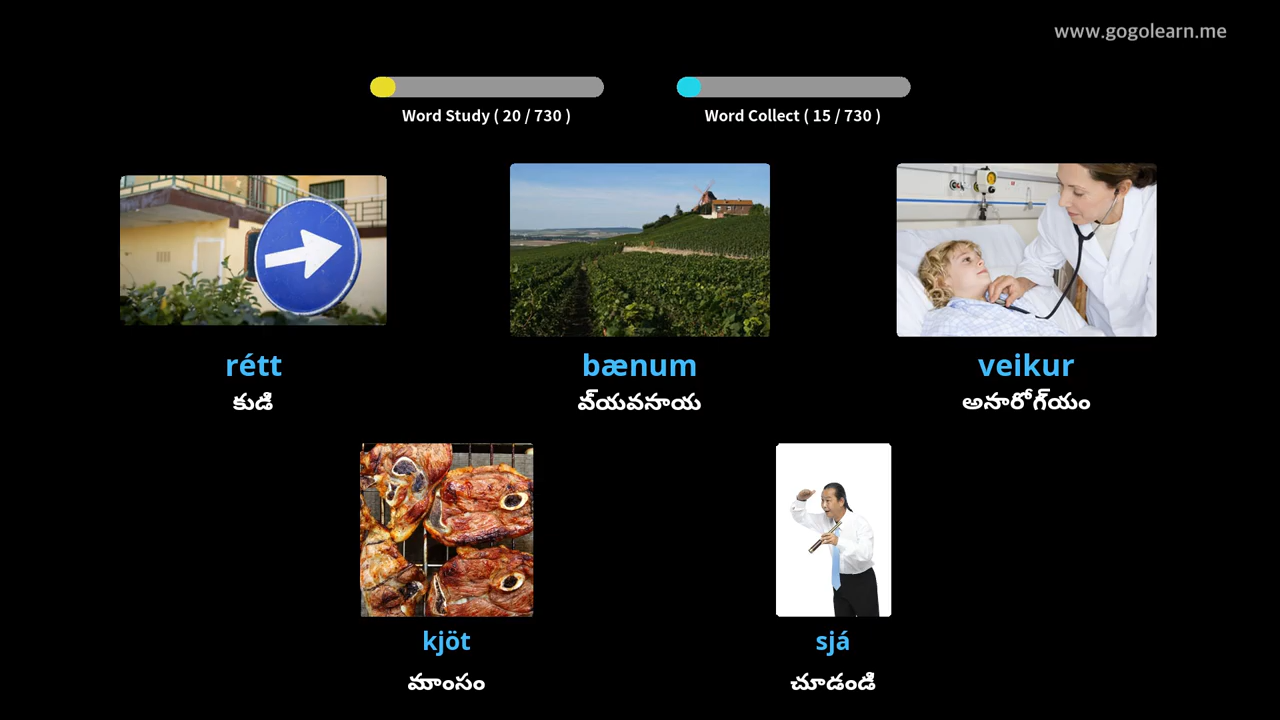 www.gogolearn.me
Word Study ( 20 / 730 )
Word Collect ( 15 / 730 )
rétt
కుడి
bænum
వ్‌యవసాయ
veikur
అనారోగ్‌యం
kjöt
మాంసం
sjá
చూడండి